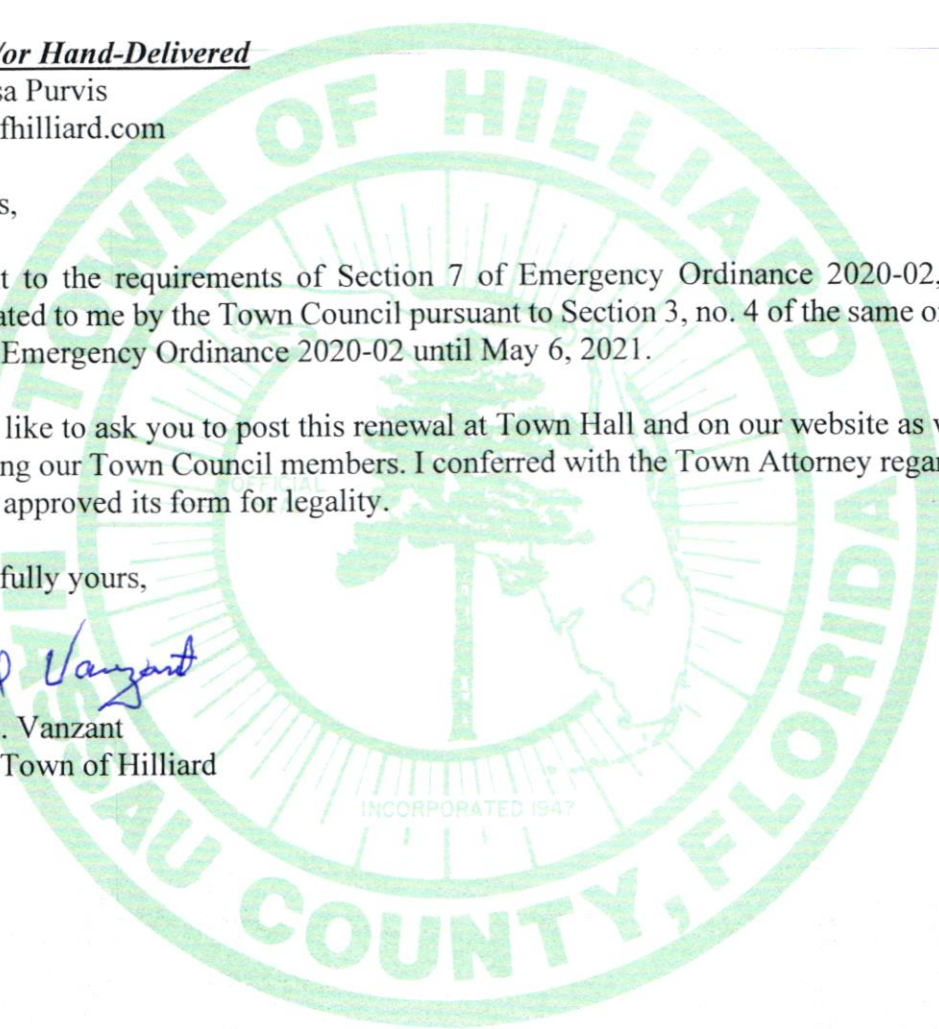 /or Hand-Delivered
sa Purvis
fhilliard.com
s,
t to the requirements of Section 7 of Emergency Ordinance 2020-02,
ated to me by the Town Council pursuant to Section 3, no. 4 of the same o
Emergency Ordinance 2020-02 until May 6, 2021.
like to ask you to post this renewal at Town Hall and on our website as
ng our Town Council members. I conferred with the Town Attorney regar
approved its form for legality.
fully yours,
Vanzant
. Vanzant
Town of Hilliard
TOWN OF HILLIARD
OFFICIAL
INCORPORATED 1947
SSAU COUNTY, FLORIDA